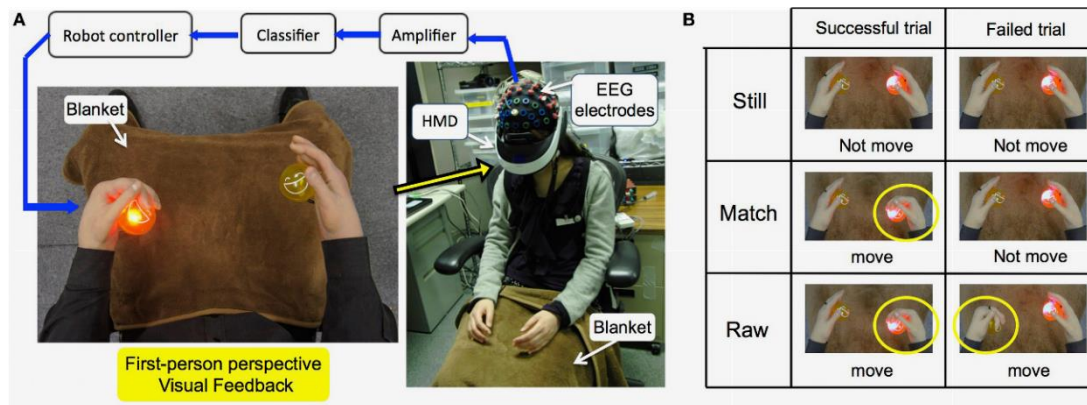 A
Robot controller
Classifier
Amplifier
Blanket
HMD
EEG
electrodes
Blanket
First-person perspective
Visual Feedback
B
Successful trial
Failed trial
Still
Not move
Not move
Match
move
Not move
Raw
move
move